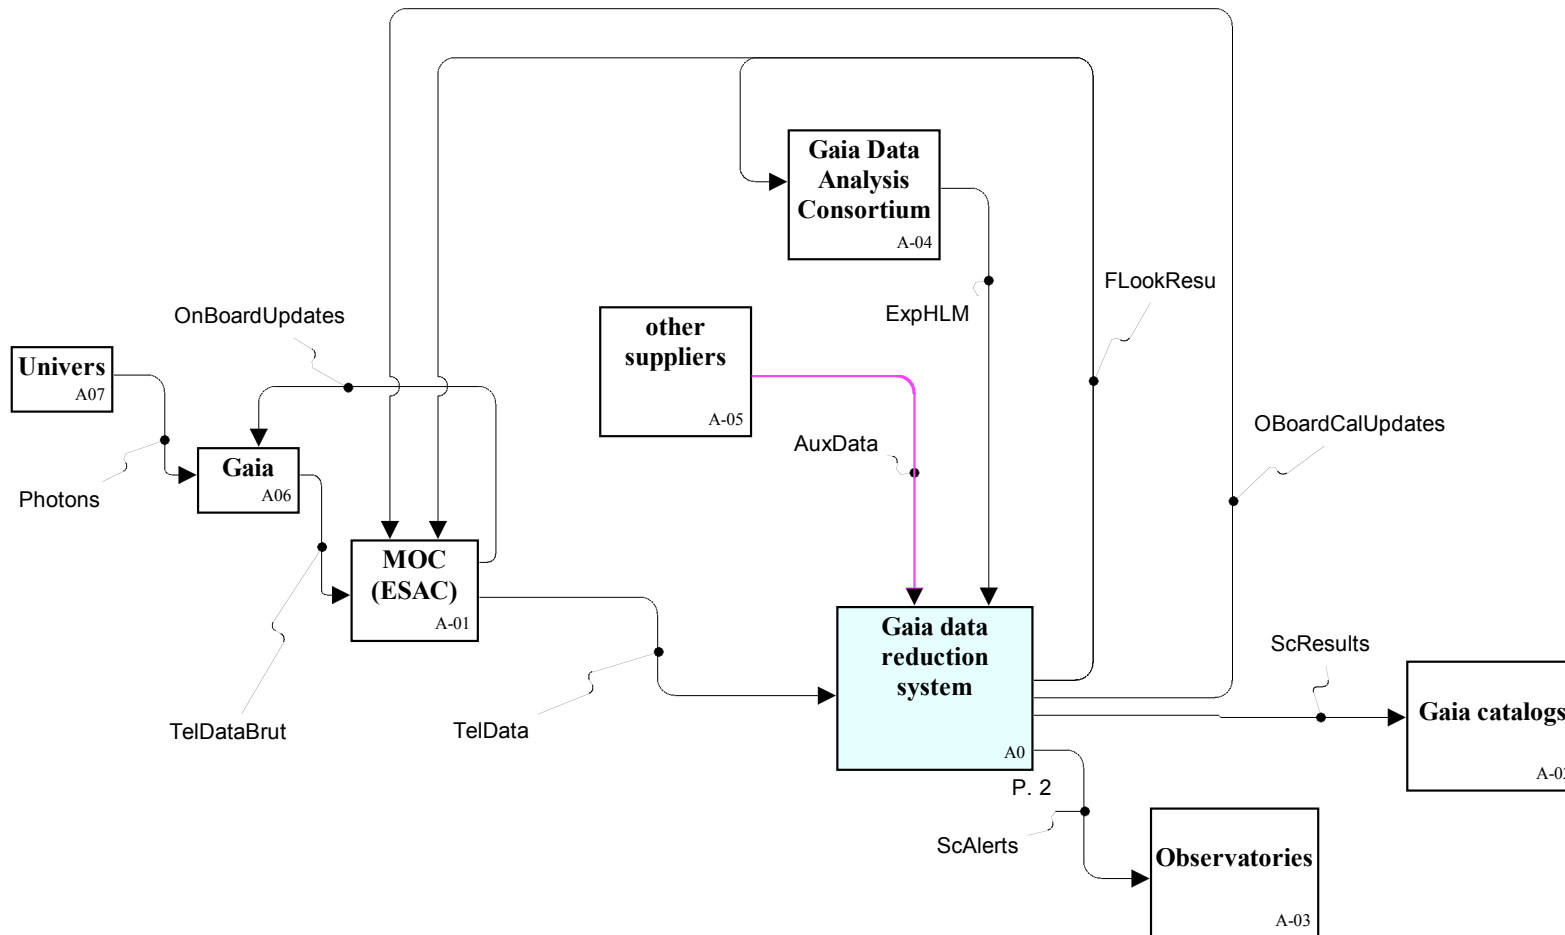 Gaia Data
Analysis
Consortium
A-04
FLookResu
ExpHLM
OnBoardUpdates
other
suppliers
A-05
Univers
A07
OBoardCalUpdates
AuxData
Gaia
A06
Photons
MOC
(ESAC)
A-01
Gaia data
reduction
system
A0
P. 2
ScResults
Gaia catalogs
TelDataBrut
TelData
ScAlerts
Observatories
A-03